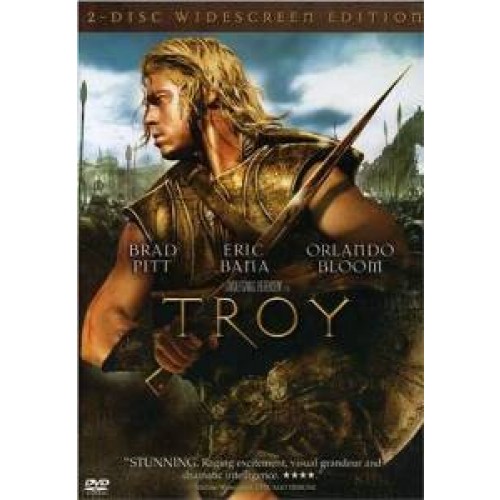 2-DISC WIDESCREEN EDITION
BRAD PITT
ERIC BANA
ORLANDO BLOOM
TROY
"STUNNING. Raging excitement, visual grandeur and
dramatic intelligence. ★★★★"
DVD